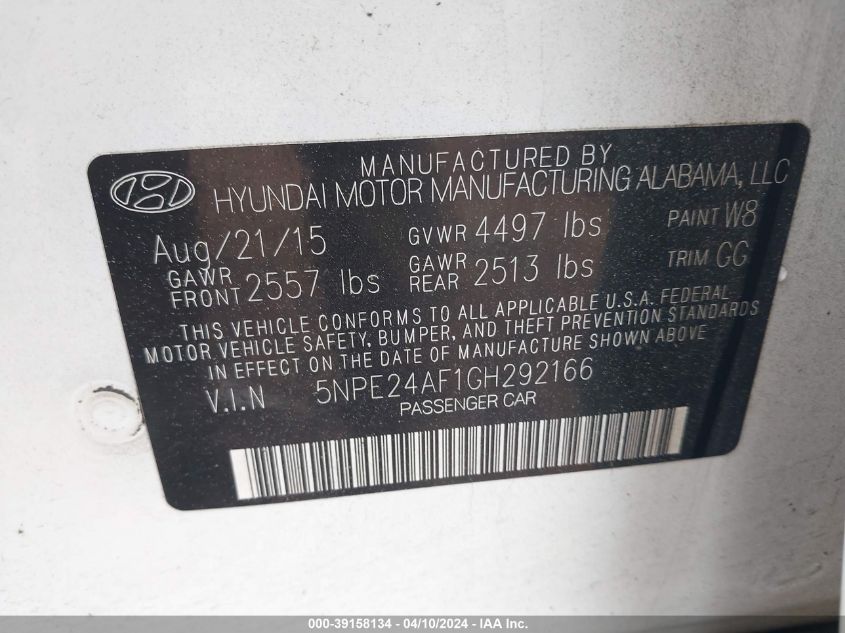 MANUFACTURED BY
HYUNDAI MOTOR MANUFACTURING ALABAMA, LLC
Aug/21/15 GVWR 4497 lbs PAINT W8
GAWR FRONT 2557 lbs GAWR REAR 2513 lbs TRIM GG
THIS VEHICLE CONFORMS TO ALL APPLICABLE U.S.A. FEDERAL
MOTOR VEHICLE SAFETY, BUMPER, AND THEFT PREVENTION STANDARDS
IN EFFECT ON THE DATE OF MANUFACTURE SHOWN ABOVE
V.I.N 5NPE24AF1GH292166
PASSENGER CAR
000-39158134 - 04/10/2024 - IAA Inc.